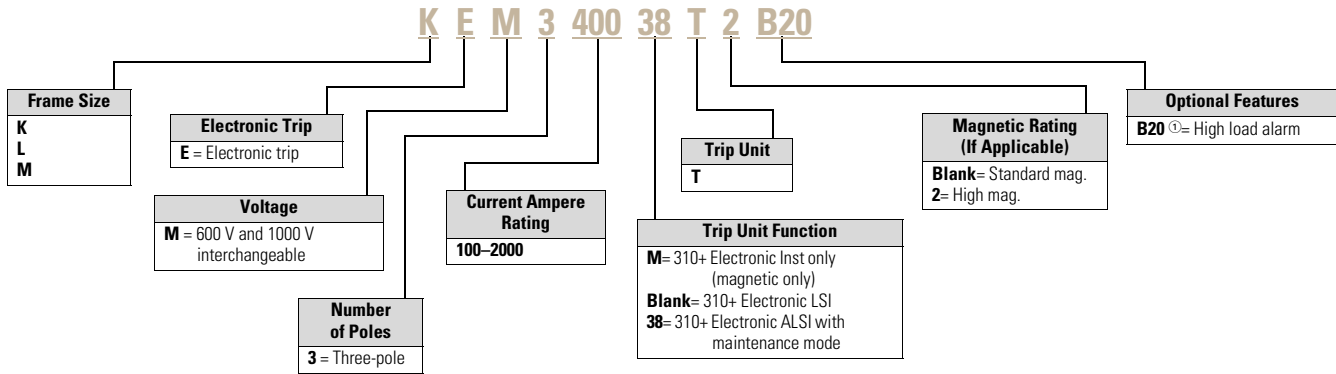 K E M 3 400 38 T 2 B20
Frame Size
K
L
M
Electronic Trip
E = Electronic trip
Voltage
M = 600 V and 1000 V
interchangeable
Number
of Poles
3 = Three-pole
Current Ampere
Rating
100–2000
Trip Unit
T
Trip Unit Function
M= 310+ Electronic Inst only
(magnetic only)
Blank= 310+ Electronic LSI
38= 310+ Electronic ALSI with
maintenance mode
Magnetic Rating
(If Applicable)
Blank= Standard mag.
2= High mag.
Optional Features
B20 ①= High load alarm